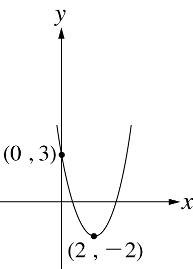 y
(0 , 3)
x
(2 , −2)